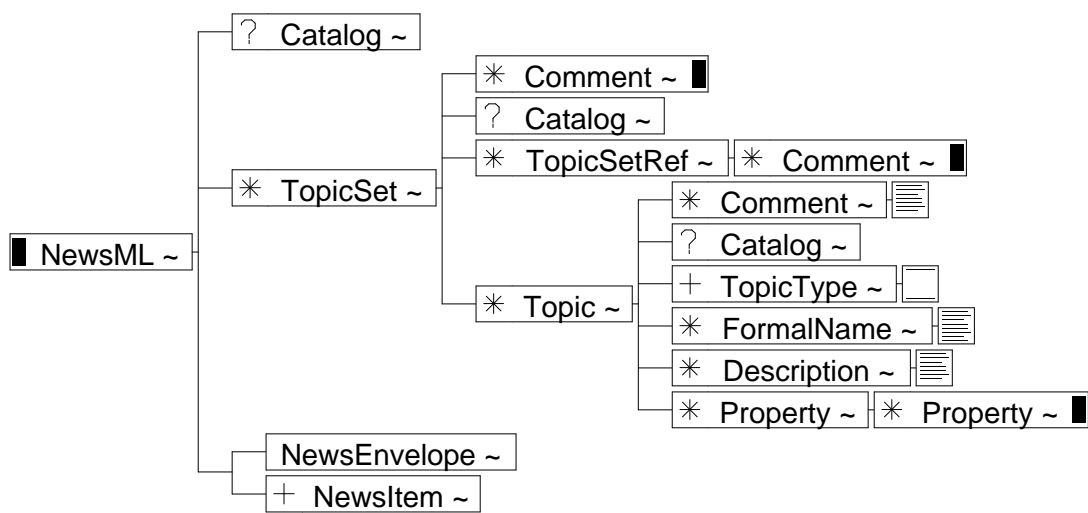 ? Catalog ~
* Comment ~
? Catalog ~
* TopicSetRef ~ * Comment ~
* TopicSet ~
* Comment ~
? Catalog ~
NewsML ~
+ TopicType ~
* Topic ~
* FormalName ~
* Description ~
* Property ~ * Property ~
NewsEnvelope ~
+ NewsItem ~